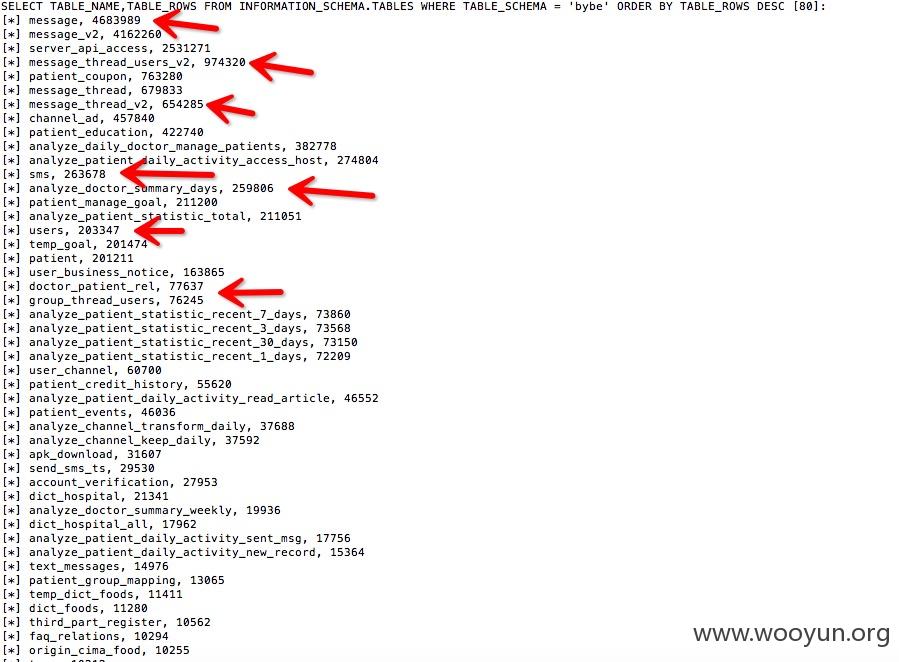 SELECT TABLE_NAME,TABLE_ROWS FROM INFORMATION_SCHEMA.TABLES WHERE TABLE_SCHEMA = 'bybe' ORDER BY TABLE_ROWS DESC [80]:
[*] message, 4683989
[*] message_v2, 4162260
[*] server_api_access, 2531271
[*] message_thread_users_v2, 974320
[*] patient_coupon, 763280
[*] message_thread, 679833
[*] message_thread_v2, 654285
[*] channel_ad, 457840
[*] patient_education, 422740
[*] analyze_daily_doctor_manage_patients, 382778
[*] analyze_patient_daily_activity_access_host, 274804
[*] sms, 263678
[*] analyze_doctor_summary_days, 259806
[*] patient_manage_goal, 211200
[*] analyze_patient_statistic_total, 211051
[*] users, 203347
[*] temp_goal, 201474
[*] patient, 201211
[*] user_business_notice, 163865
[*] doctor_patient_rel, 77637
[*] group_thread_users, 76245
[*] analyze_patient_statistic_recent_7_days, 73860
[*] analyze_patient_statistic_recent_3_days, 73568
[*] analyze_patient_statistic_recent_30_days, 73150
[*] analyze_patient_statistic_recent_1_days, 72209
[*] user_channel, 60700
[*] patient_credit_history, 55620
[*] analyze_patient_daily_activity_read_article, 46552
[*] patient_events, 46036
[*] analyze_channel_transform_daily, 37688
[*] analyze_channel_keep_daily, 37592
[*] apk_download, 31607
[*] send_sms_ts, 29530
[*] account_verification, 27953
[*] dict_hospital, 21341
[*] analyze_doctor_summary_weekly, 19936
[*] dict_hospital_all, 17962
[*] analyze_patient_daily_activity_sent_msg, 17756
[*] analyze_patient_daily_activity_new_record, 15364
[*] text_messages, 14976
[*] patient_group_mapping, 13065
[*] temp_dict_foods, 11411
[*] dict_foods, 11280
[*] third_part_register, 10562
[*] faq_relations, 10294
[*] origin_cima_food, 10255
www.wooyun.org